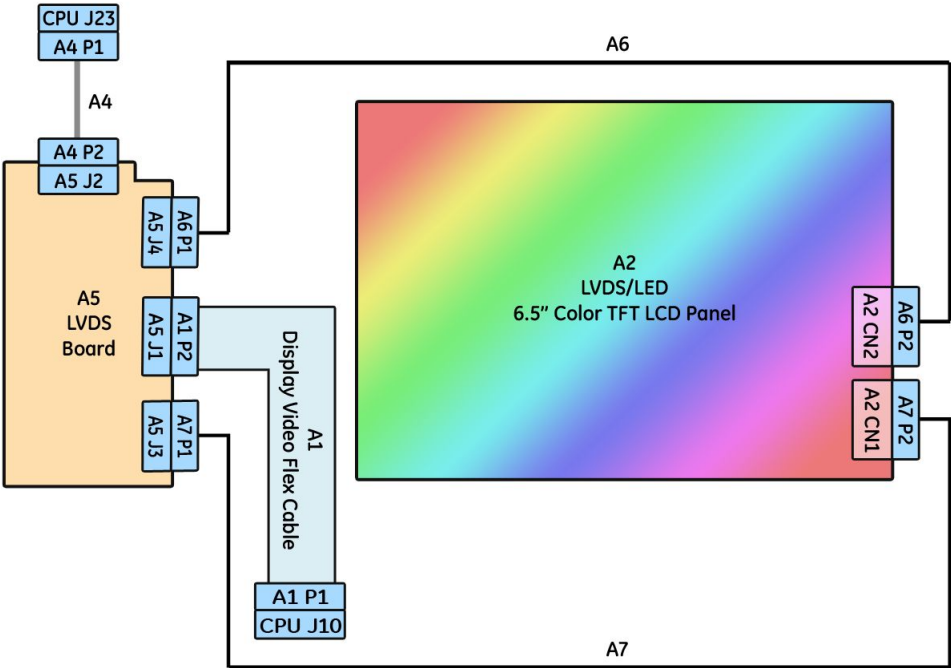 CPU J23
A4 P1
A4
A4 P2
A5 J2
A6
A5 J4
A6 P1
A5
LVDS
Board
A5 J1
A1 P2
A5 J3
A7 P1
A1
Display Video Flex Cable
A1 P1
CPU J10
A2
LVDS/LED
6.5” Color TFT LCD Panel
A2 CN2
A6 P2
A2 CN1
A7 P2
A7